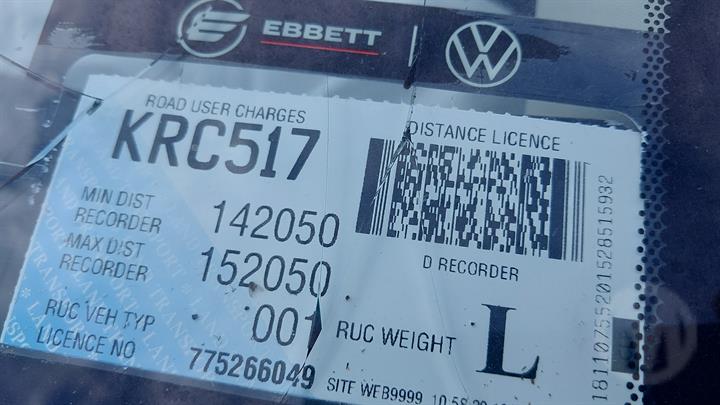 EBBETT
ROAD USER CHARGES
KRC517
DISTANCE LICENCE
MIN DIST
RECORDER 142050
MAX DIST
RECORDER 152050
D RECORDER
RUC VEH TYP 001
RUC WEIGHT L
LICENCE NO 775266049
SITE WEB9999
18110755201528515932